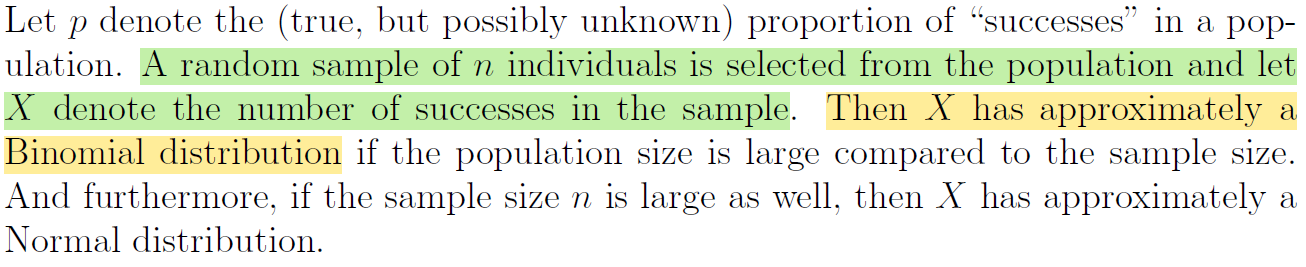 Let p denote the (true, but possibly unknown) proportion of “successes” in a pop-
ulation. A random sample of n individuals is selected from the population and let
X denote the number of successes in the sample. Then X has approximately a
Binomial distribution if the population size is large compared to the sample size.
And furthermore, if the sample size n is large as well, then X has approximately a
Normal distribution.